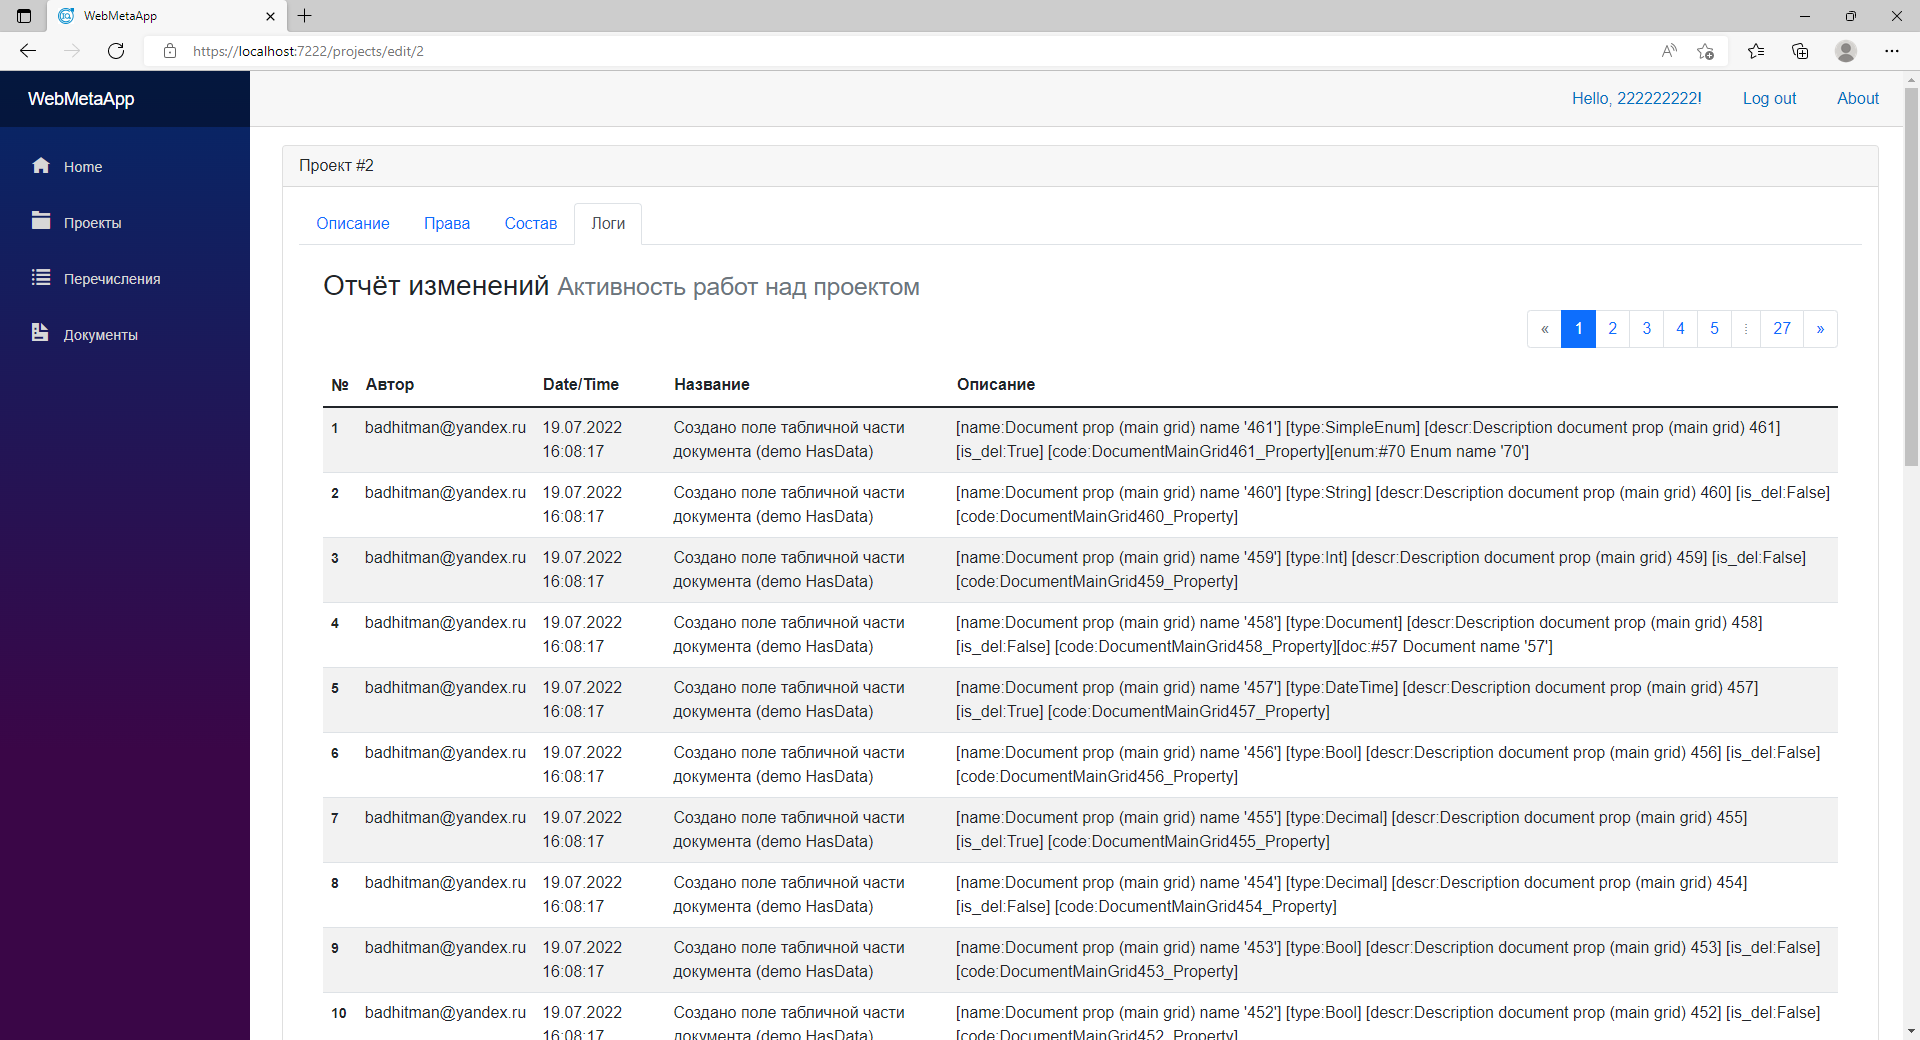 WebMetaApp
https://localhost:7222/projects/edit/2
WebMetaApp
Hello, 222222222! Log out About
Home
Проекты
Перечисления
Документы
Проект #2
Описание Права Состав Логи
Отчёт изменений Активность работ над проектом
« 1 2 3 4 5 ⁞ 27 »
№ Автор Date/Time Название Описание
1 badhitman@yandex.ru 19.07.2022 Создано поле табличной части [name:Document prop (main grid) name '461'] [type:SimpleEnum] [descr:Description document prop (main grid) 461]
16:08:17 документа (demo HasData) [is_del:True] [code:DocumentMainGrid461_Property][enum:#70 Enum name '70']
2 badhitman@yandex.ru 19.07.2022 Создано поле табличной части [name:Document prop (main grid) name '460'] [type:String] [descr:Description document prop (main grid) 460] [is_del:False]
16:08:17 документа (demo HasData) [code:DocumentMainGrid460_Property]
3 badhitman@yandex.ru 19.07.2022 Создано поле табличной части [name:Document prop (main grid) name '459'] [type:Int] [descr:Description document prop (main grid) 459] [is_del:False]
16:08:17 документа (demo HasData) [code:DocumentMainGrid459_Property]
4 badhitman@yandex.ru 19.07.2022 Создано поле табличной части [name:Document prop (main grid) name '458'] [type:Document] [descr:Description document prop (main grid) 458]
16:08:17 документа (demo HasData) [is_del:False] [code:DocumentMainGrid458_Property][doc:#57 Document name '57']
5 badhitman@yandex.ru 19.07.2022 Создано поле табличной части [name:Document prop (main grid) name '457'] [type:DateTime] [descr:Description document prop (main grid) 457]
16:08:17 документа (demo HasData) [is_del:True] [code:DocumentMainGrid457_Property]
6 badhitman@yandex.ru 19.07.2022 Создано поле табличной части [name:Document prop (main grid) name '456'] [type:Bool] [descr:Description document prop (main grid) 456] [is_del:False]
16:08:17 документа (demo HasData) [code:DocumentMainGrid456_Property]
7 badhitman@yandex.ru 19.07.2022 Создано поле табличной части [name:Document prop (main grid) name '455'] [type:Decimal] [descr:Description document prop (main grid) 455]
16:08:17 документа (demo HasData) [is_del:True] [code:DocumentMainGrid455_Property]
8 badhitman@yandex.ru 19.07.2022 Создано поле табличной части [name:Document prop (main grid) name '454'] [type:Decimal] [descr:Description document prop (main grid) 454]
16:08:17 документа (demo HasData) [is_del:False] [code:DocumentMainGrid454_Property]
9 badhitman@yandex.ru 19.07.2022 Создано поле табличной части [name:Document prop (main grid) name '453'] [type:Bool] [descr:Description document prop (main grid) 453] [is_del:False]
16:08:17 документа (demo HasData) [code:DocumentMainGrid453_Property]
10 badhitman@yandex.ru 19.07.2022 Создано поле табличной части [name:Document prop (main grid) name '452'] [type:Bool] [descr:Description document prop (main grid) 452] [is_del:False]
16:08:17 документа (demo HasData) [code:DocumentMainGrid452_Property]